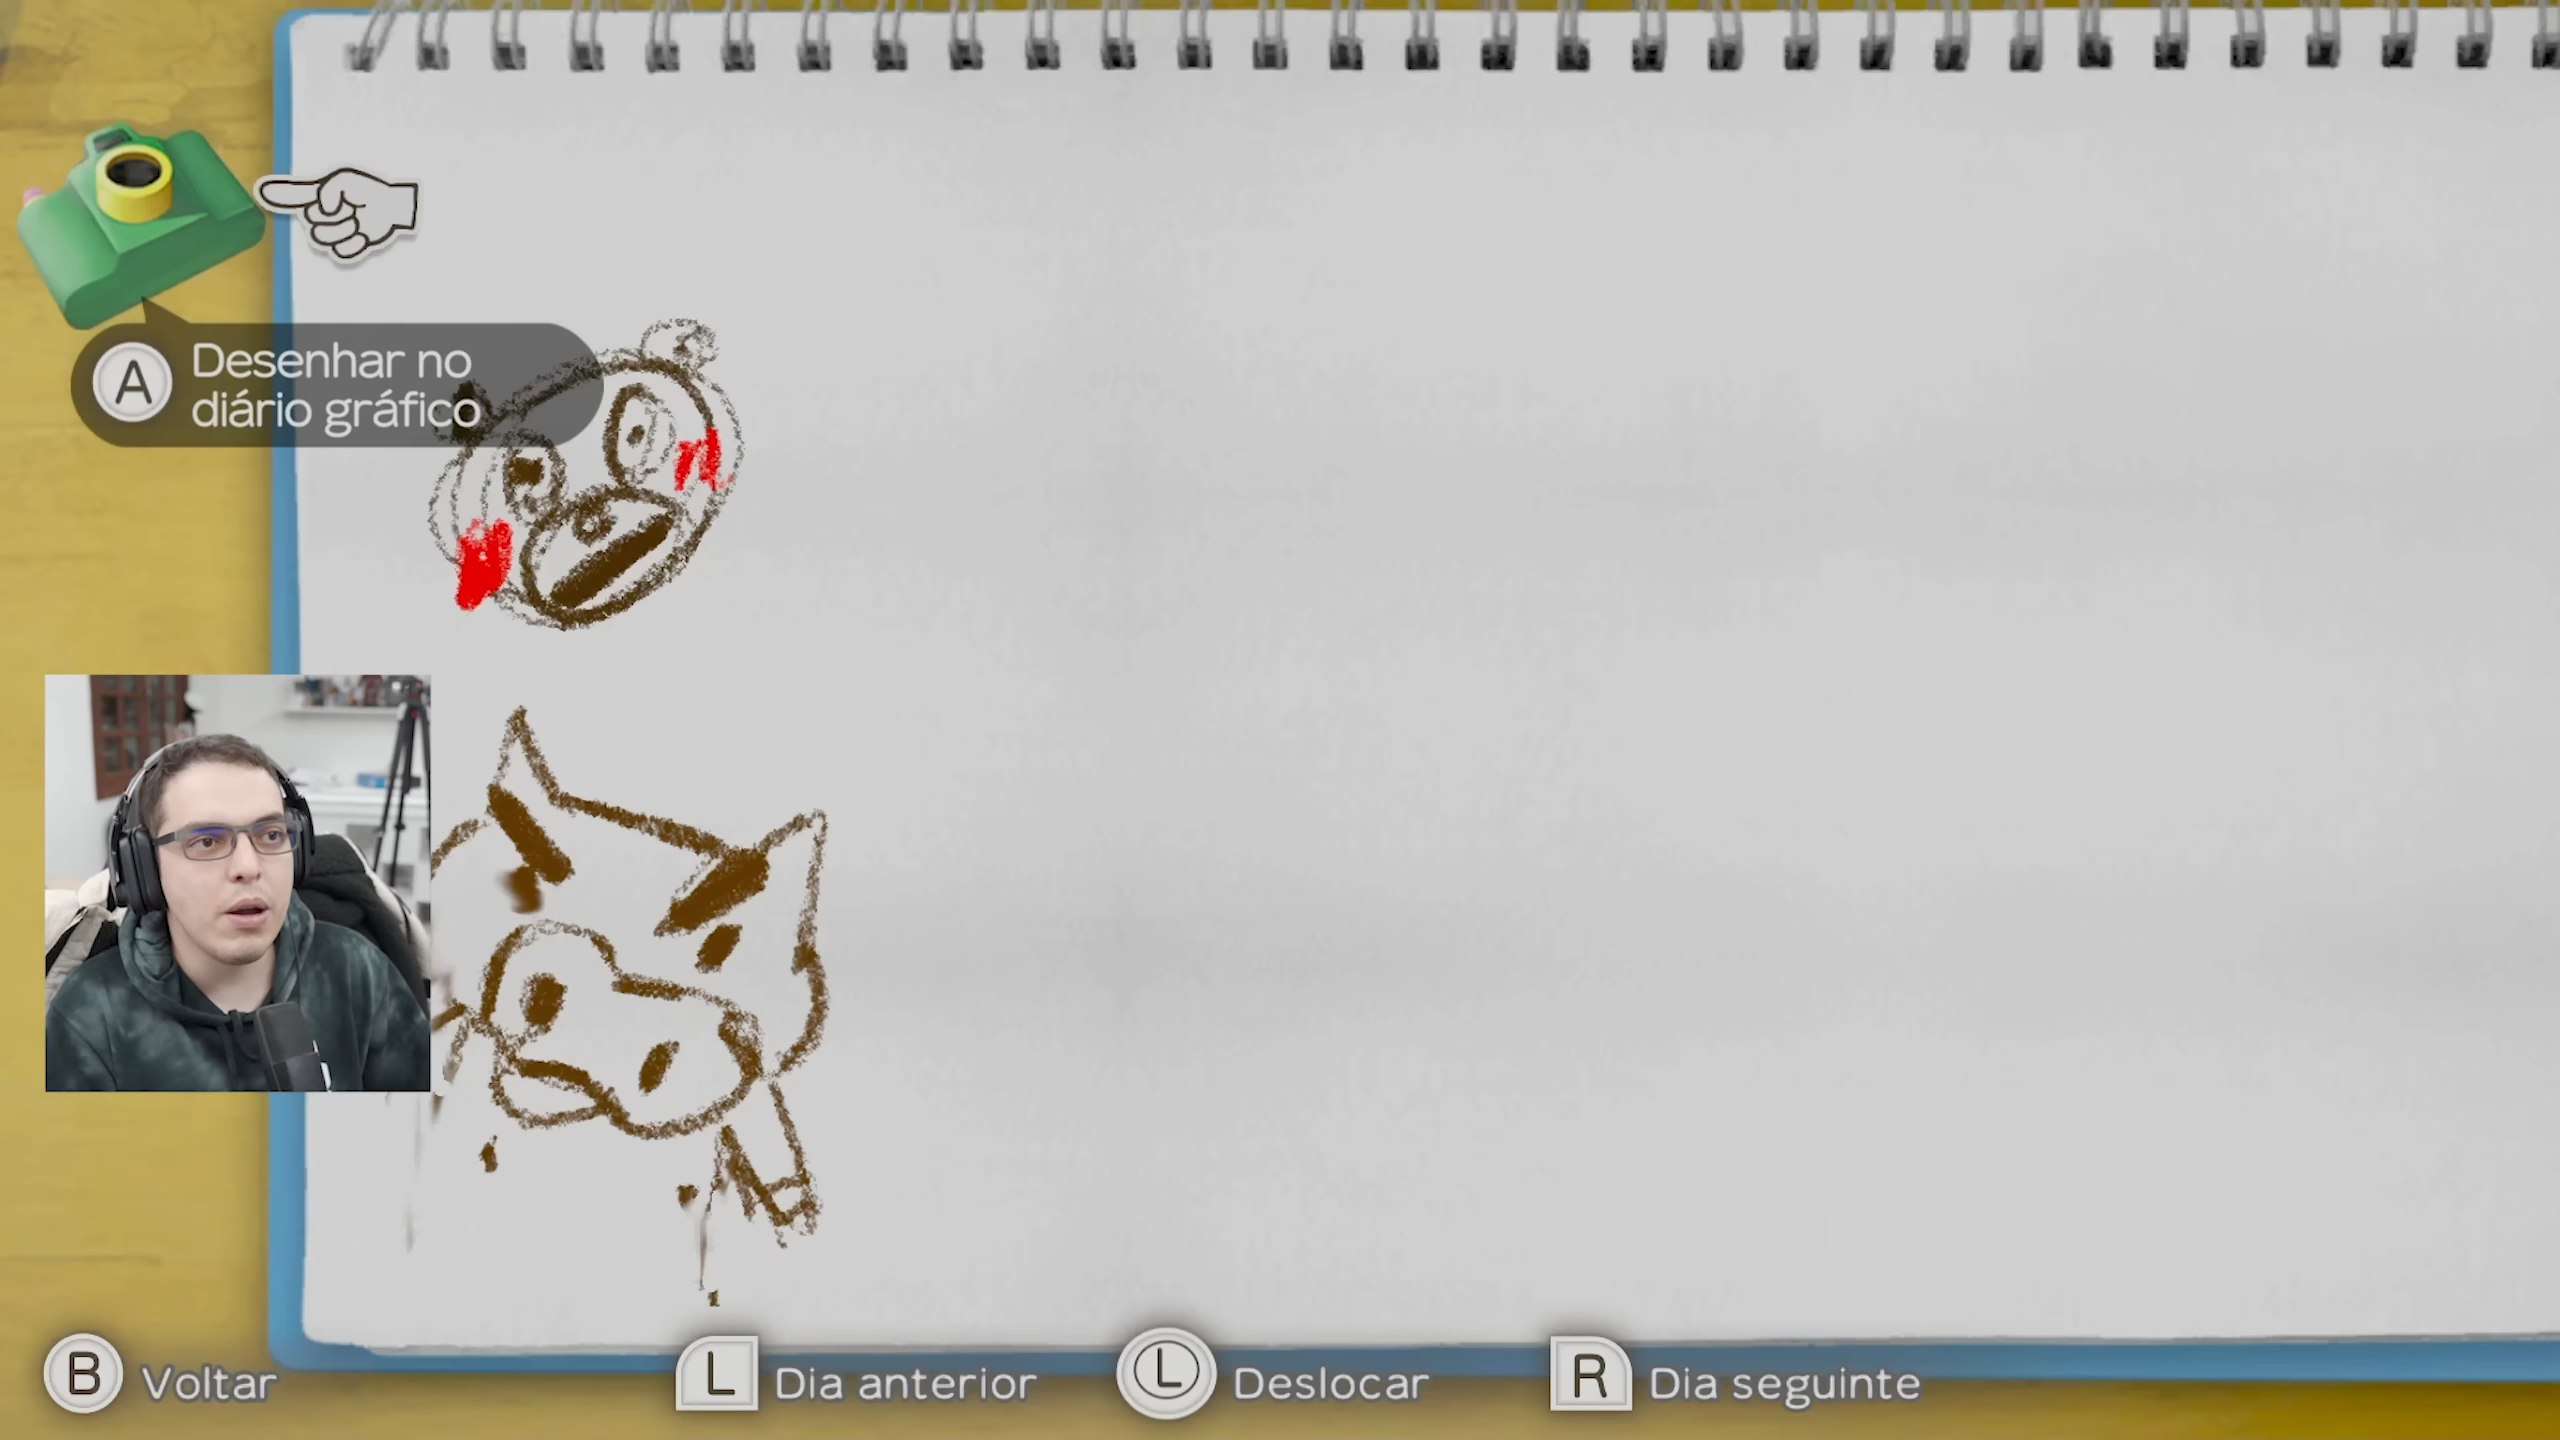 A Desenhar no
diário gráfico
B Voltar
L Dia anterior
L Deslocar
R Dia seguinte